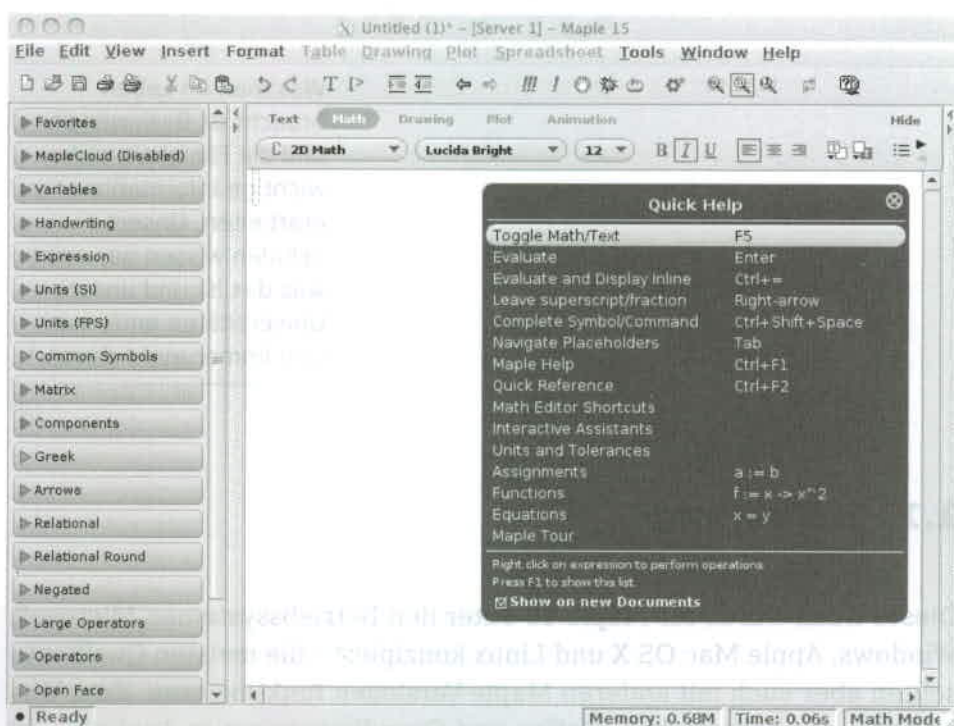 Untitled (1)* – [Server 1] – Maple 15
File Edit View Insert Format Table Drawing Plot Spreadsheet Tools Window Help
Text Math Drawing Plot Animation Hide
C 2D Math Lucida Bright 12 B I U
Favorites
MapleCloud (Disabled)
Variables
Handwriting
Expression
Units (SI)
Units (FPS)
Common Symbols
Matrix
Components
Greek
Arrows
Relational
Relational Round
Negated
Large Operators
Operators
Open Face
Quick Help
Toggle Math/Text F5
Evaluate Enter
Evaluate and Display inline Ctrl+=
Leave superscript/fraction Right-arrow
Complete Symbol/Command Ctrl+Shift+Space
Navigate Placeholders Tab
Maple Help Ctrl+F1
Quick Reference Ctrl+F2
Math Editor Shortcuts
Interactive Assistants
Units and Tolerances
Assignments a := b
Functions f := x -> x^2
Equations x = y
Maple Tour
Right click on expression to perform operations
Press F1 to show this list
Show on new Documents
Ready Memory: 0.68M Time: 0.06s Math Mode